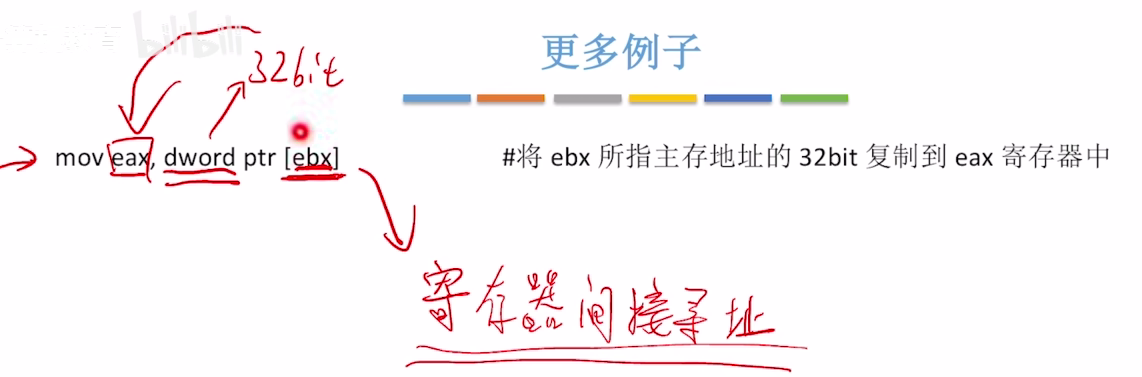 bilibili
更多例子
32bit
mov eax, dword ptr [ebx]
#将 ebx 所指主存地址的 32bit 复制到 eax 寄存器中
寄存器间接寻址